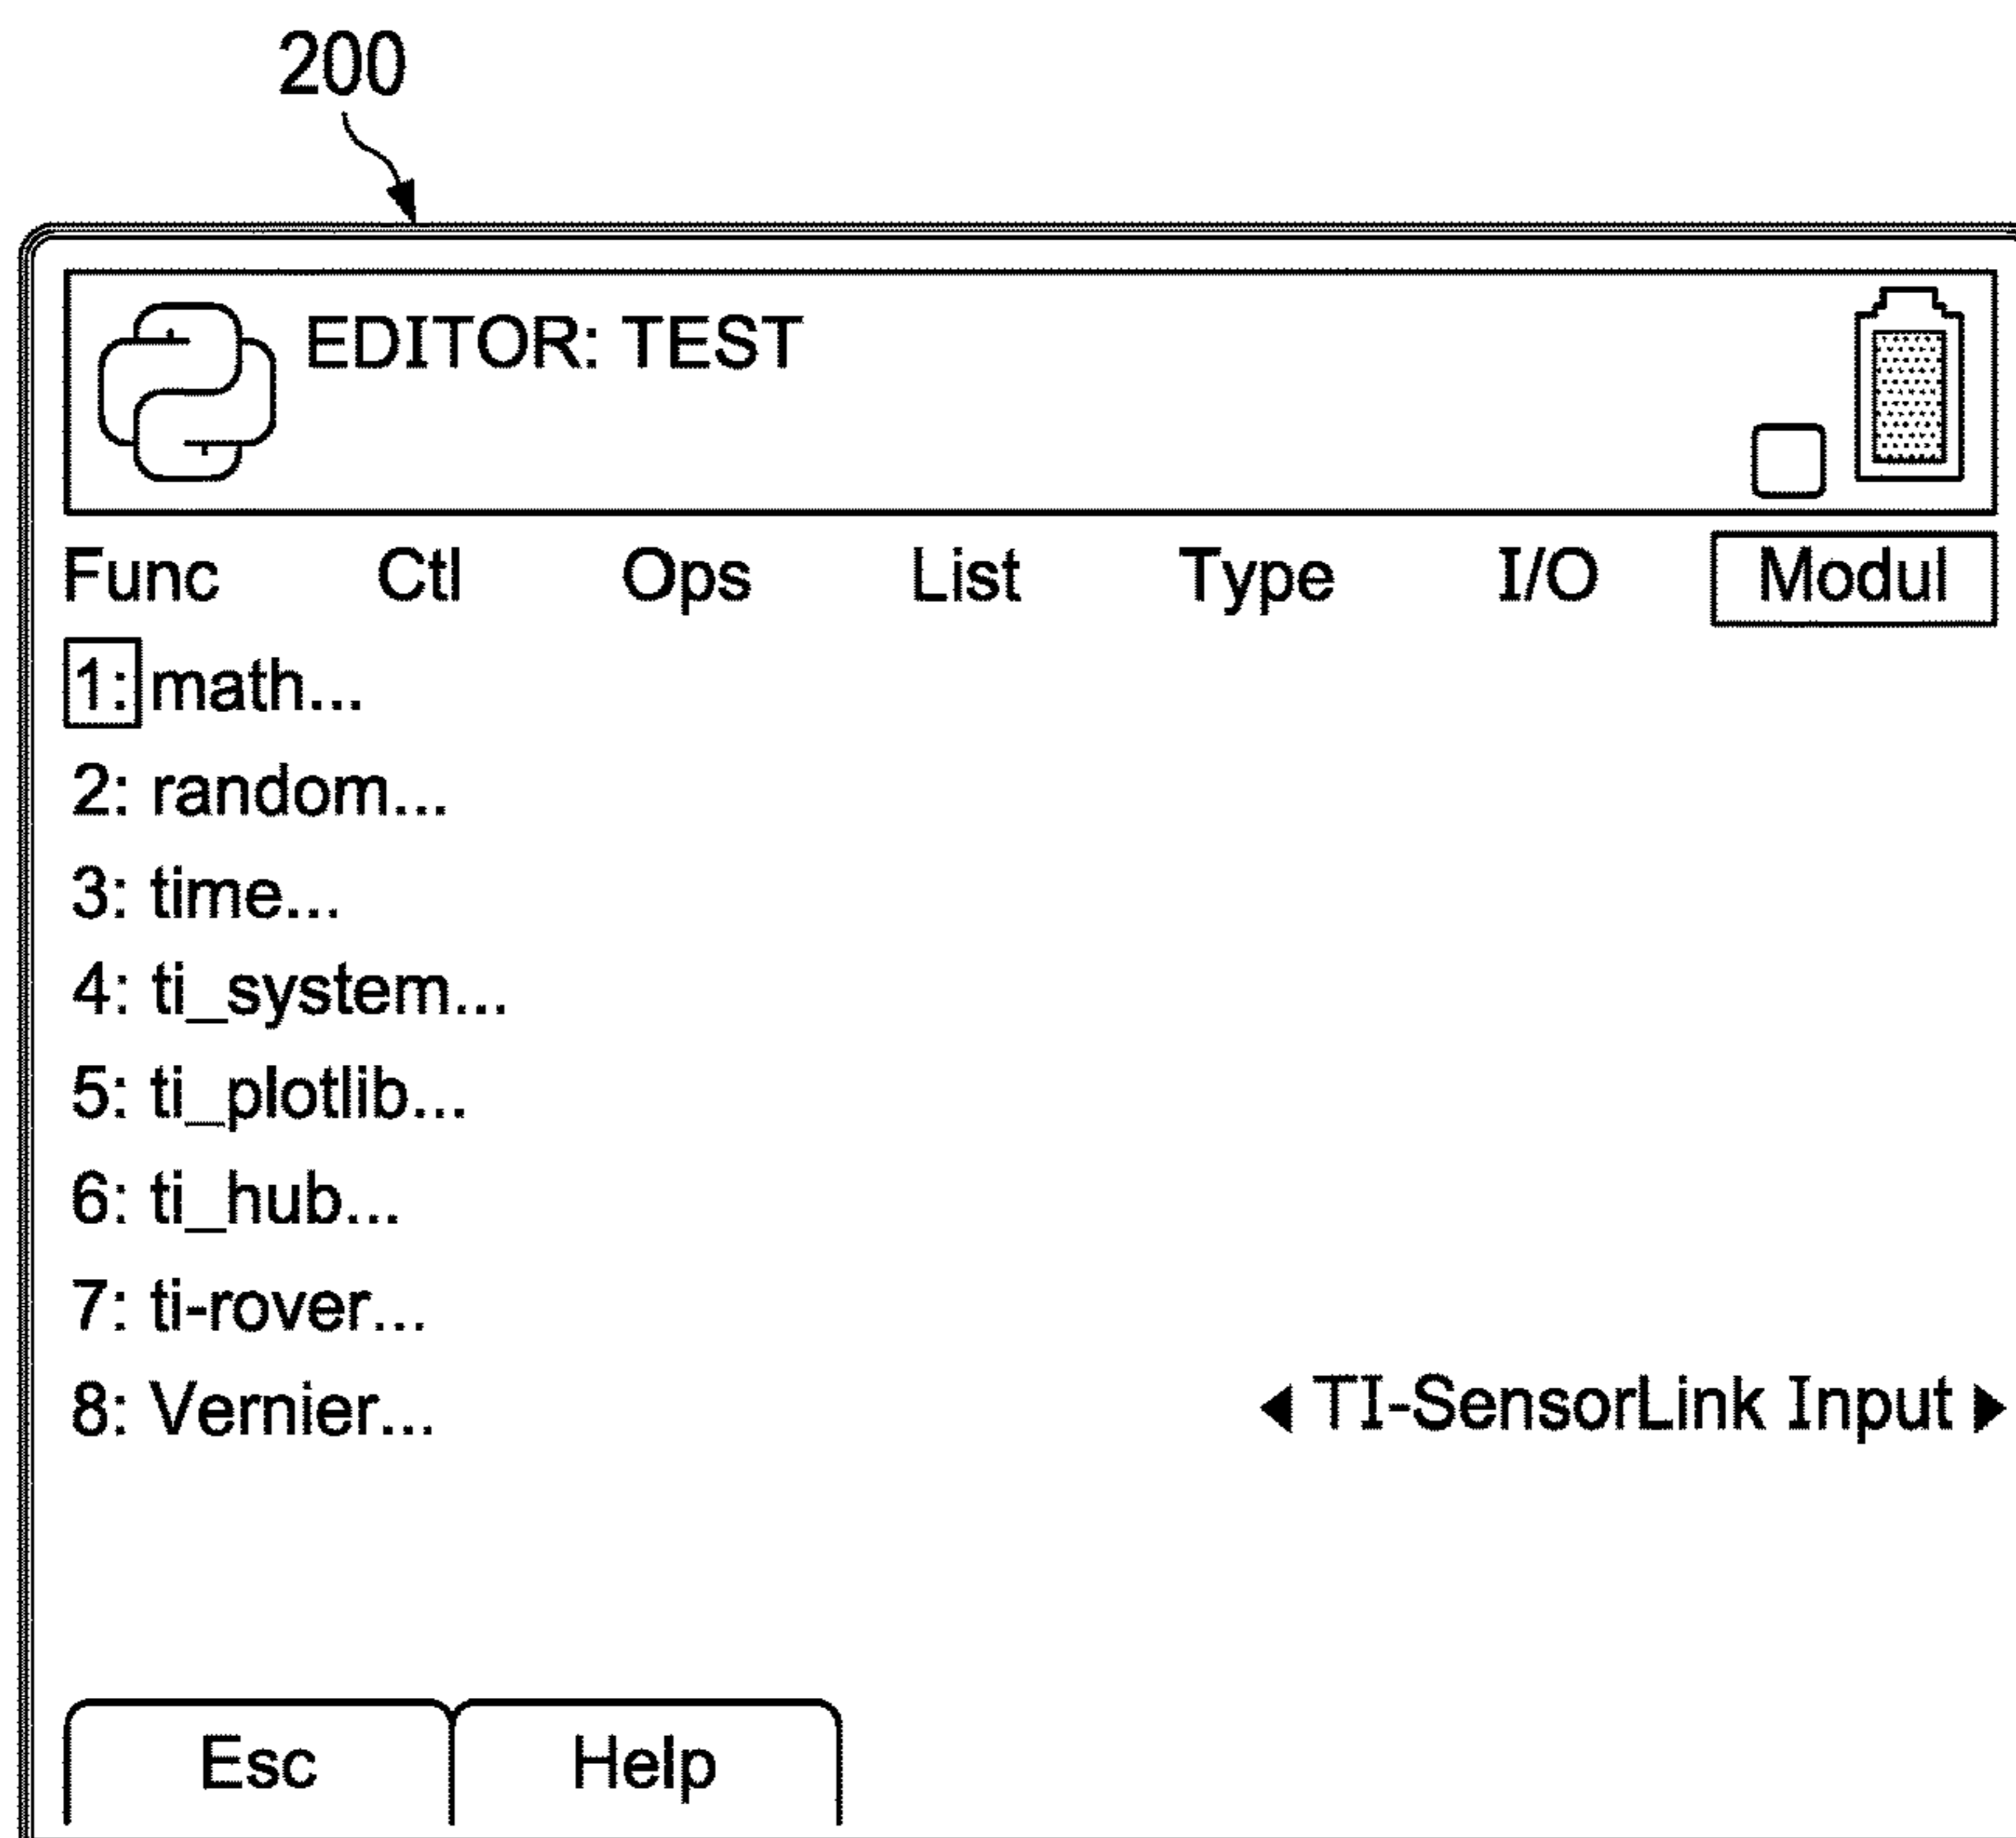 200
EDITOR: TEST
Func Ctl Ops List Type I/O Modul
1: math...
2: random...
3: time...
4: ti_system...
5: ti_plotlib...
6: ti_hub...
7: ti-rover...
8: Vernier... ◀ TI-SensorLink Input ▶
Esc Help